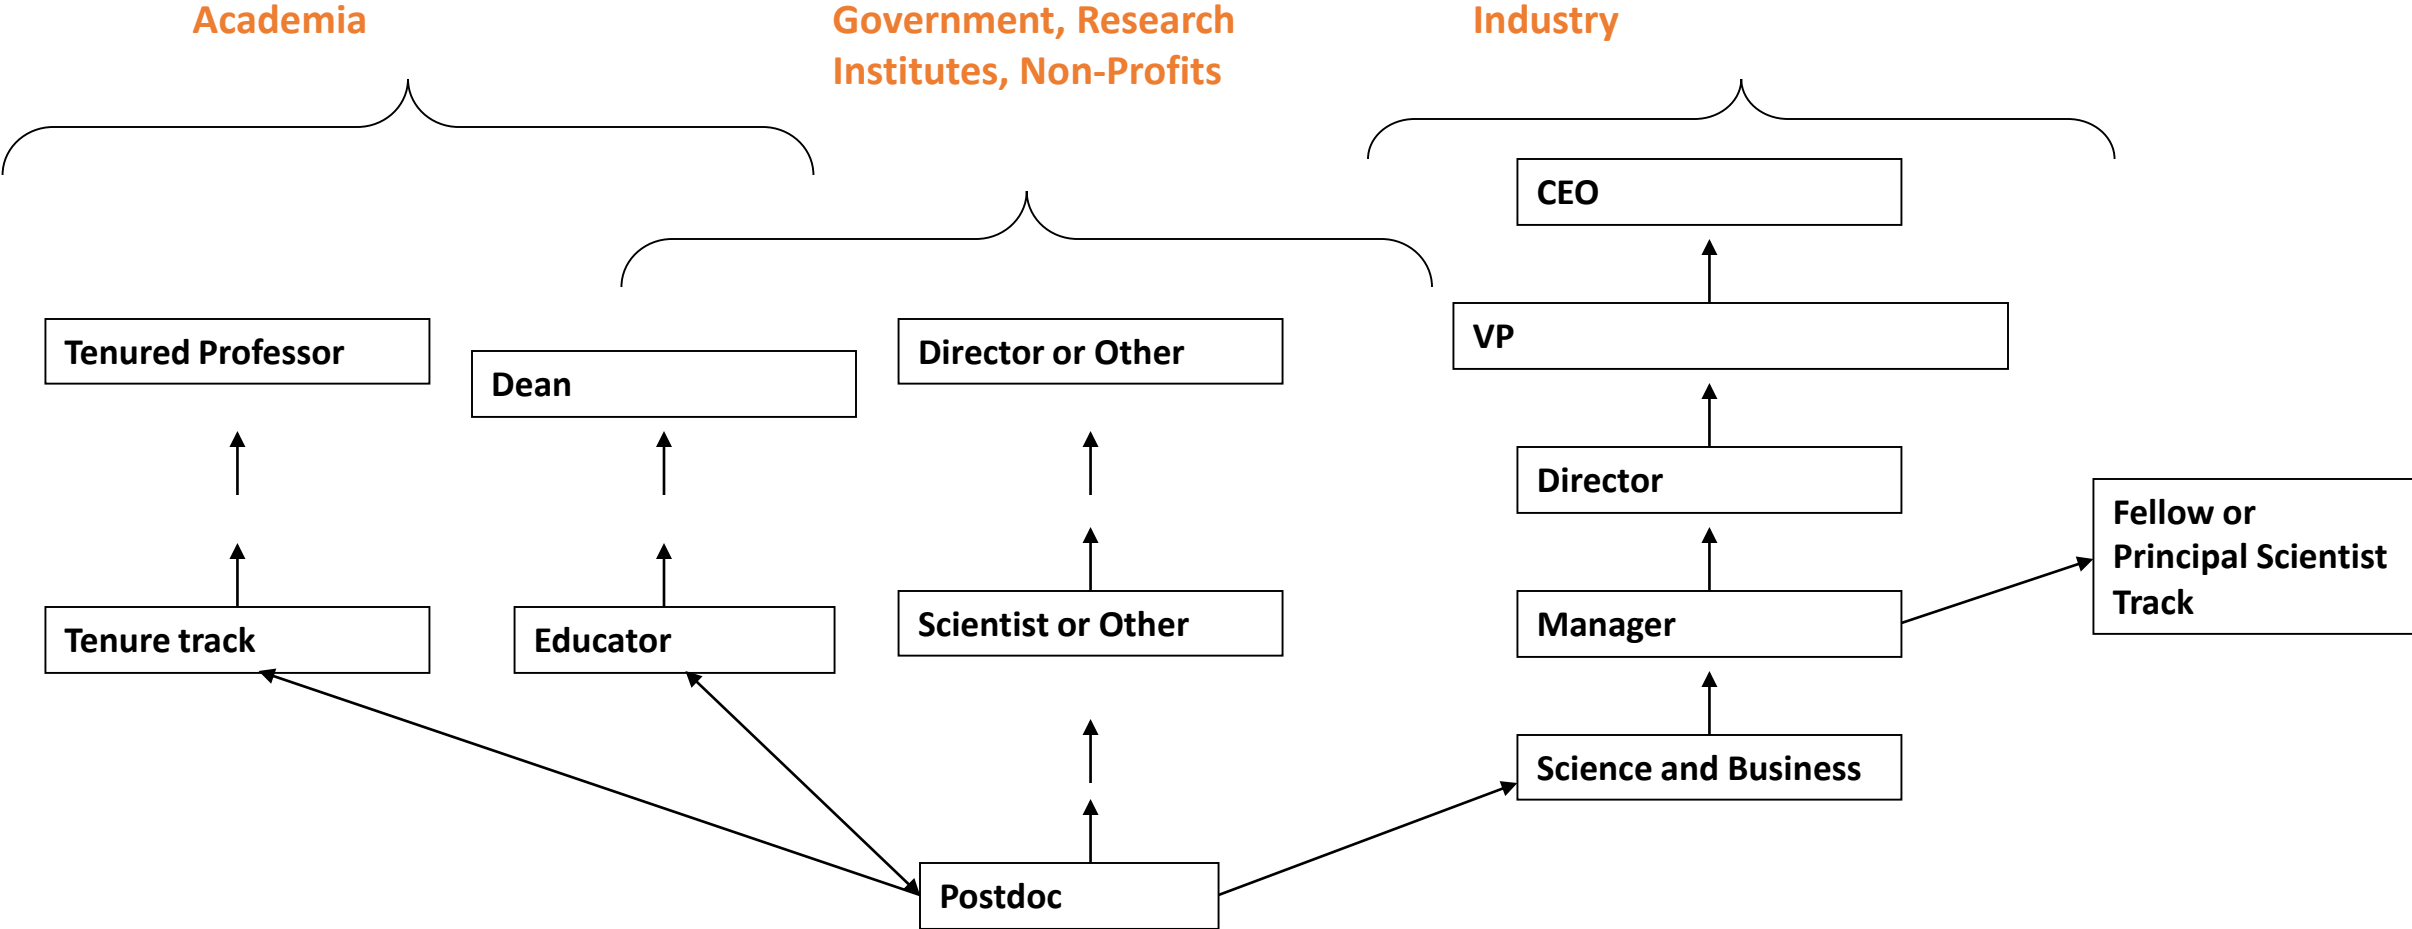 Academia
Government, Research
Institutes, Non-Profits
Industry
CEO
VP
Tenured Professor
Dean
Director or Other
Director
Fellow or
Principal Scientist
Track
Tenure track
Educator
Scientist or Other
Manager
Science and Business
Postdoc